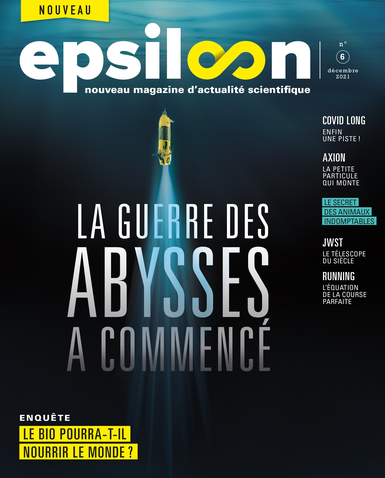 NOUVEAU
epsiloon
nouveau magazine d'actualité scientifique
n°
6
décembre
2021
COVID LONG
ENFIN
UNE PISTE !
AXION
LA PETITE
PARTICULE
QUI MONTE
LE SECRET
DES ANIMAUX
INDOMPTABLES
JWST
LE TÉLESCOPE
DU SIÈCLE
RUNNING
L'ÉQUATION
DE LA COURSE
PARFAITE
LA GUERRE DES
ABYSSES
A COMMENCÉ
ENQUÊTE
LE BIO POURRA-T-IL
NOURRIR LE MONDE ?